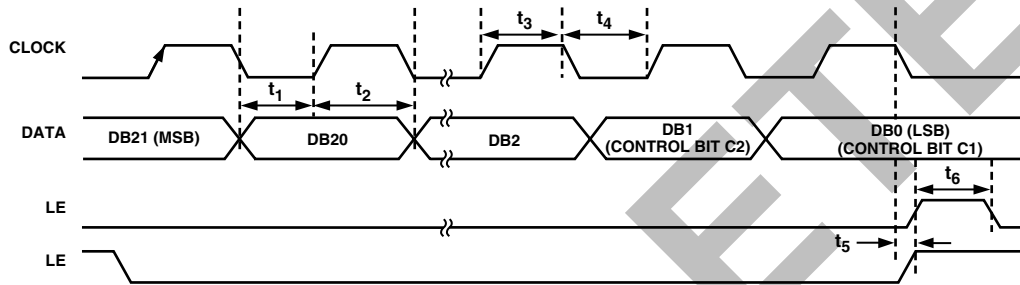 t3 t4
CLOCK
t1 t2
DATA DB21 (MSB) DB20 DB2 DB1 (CONTROL BIT C2) DB0 (LSB) (CONTROL BIT C1)
t6
LE
t5
LE
ETE